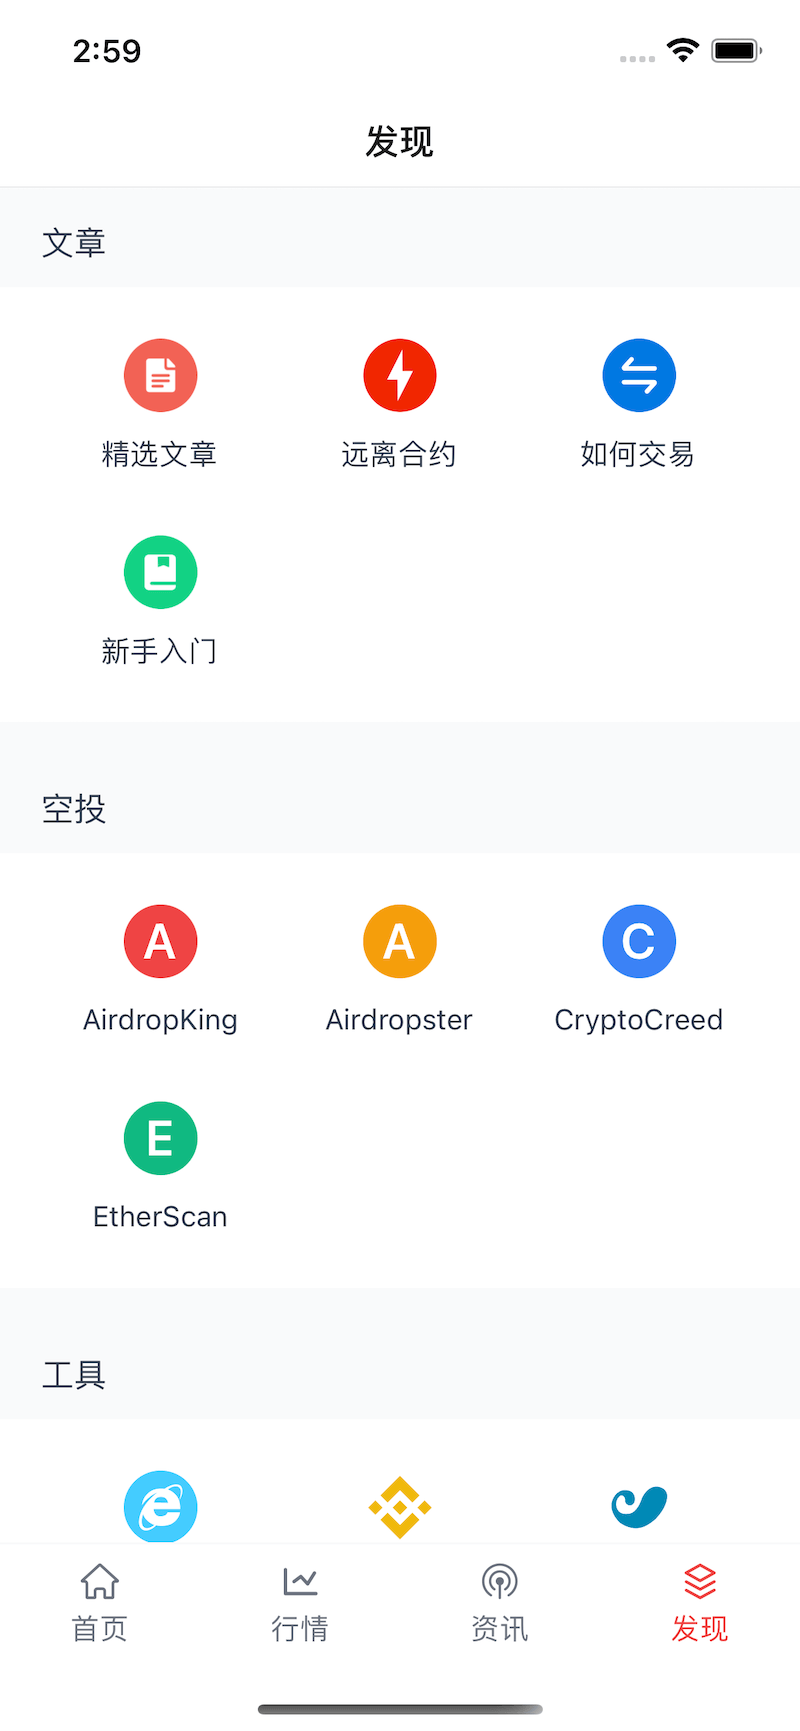 2:59
发现
文章
精选文章 远离合约 如何交易
新手入门
空投
A A C
AirdropKing Airdropster CryptoCreed
E
EtherScan
工具
首页 行情 资讯 发现